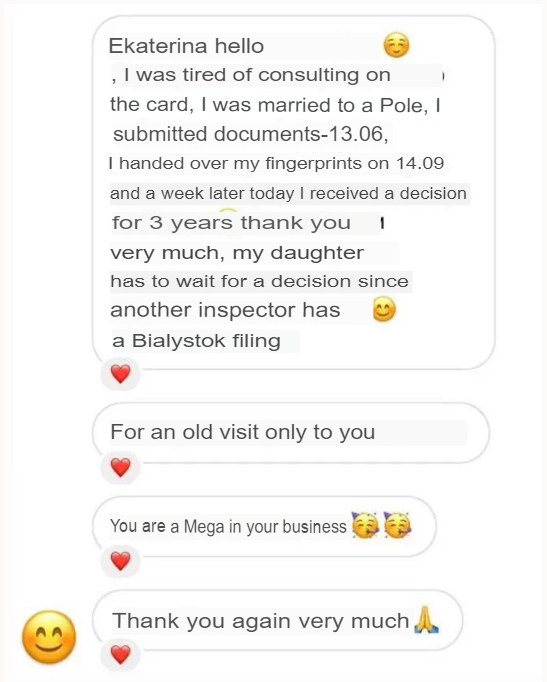 Ekaterina hello
, I was tired of consulting on
the card, I was married to a Pole, I
submitted documents-13.06,
I handed over my fingerprints on 14.09
and a week later today I received a decision
for 3 years thank you
very much, my daughter
has to wait for a decision since
another inspector has
a Bialystok filing
For an old visit only to you
You are a Mega in your business
Thank you again very much